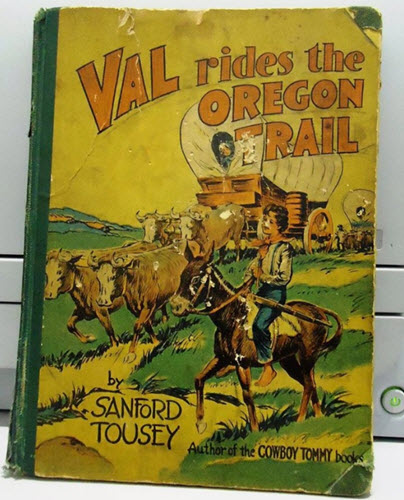 VAL rides the
OREGON
TRAIL
by
SANFORD
TOUSEY
Author of the COWBOY TOMMY books